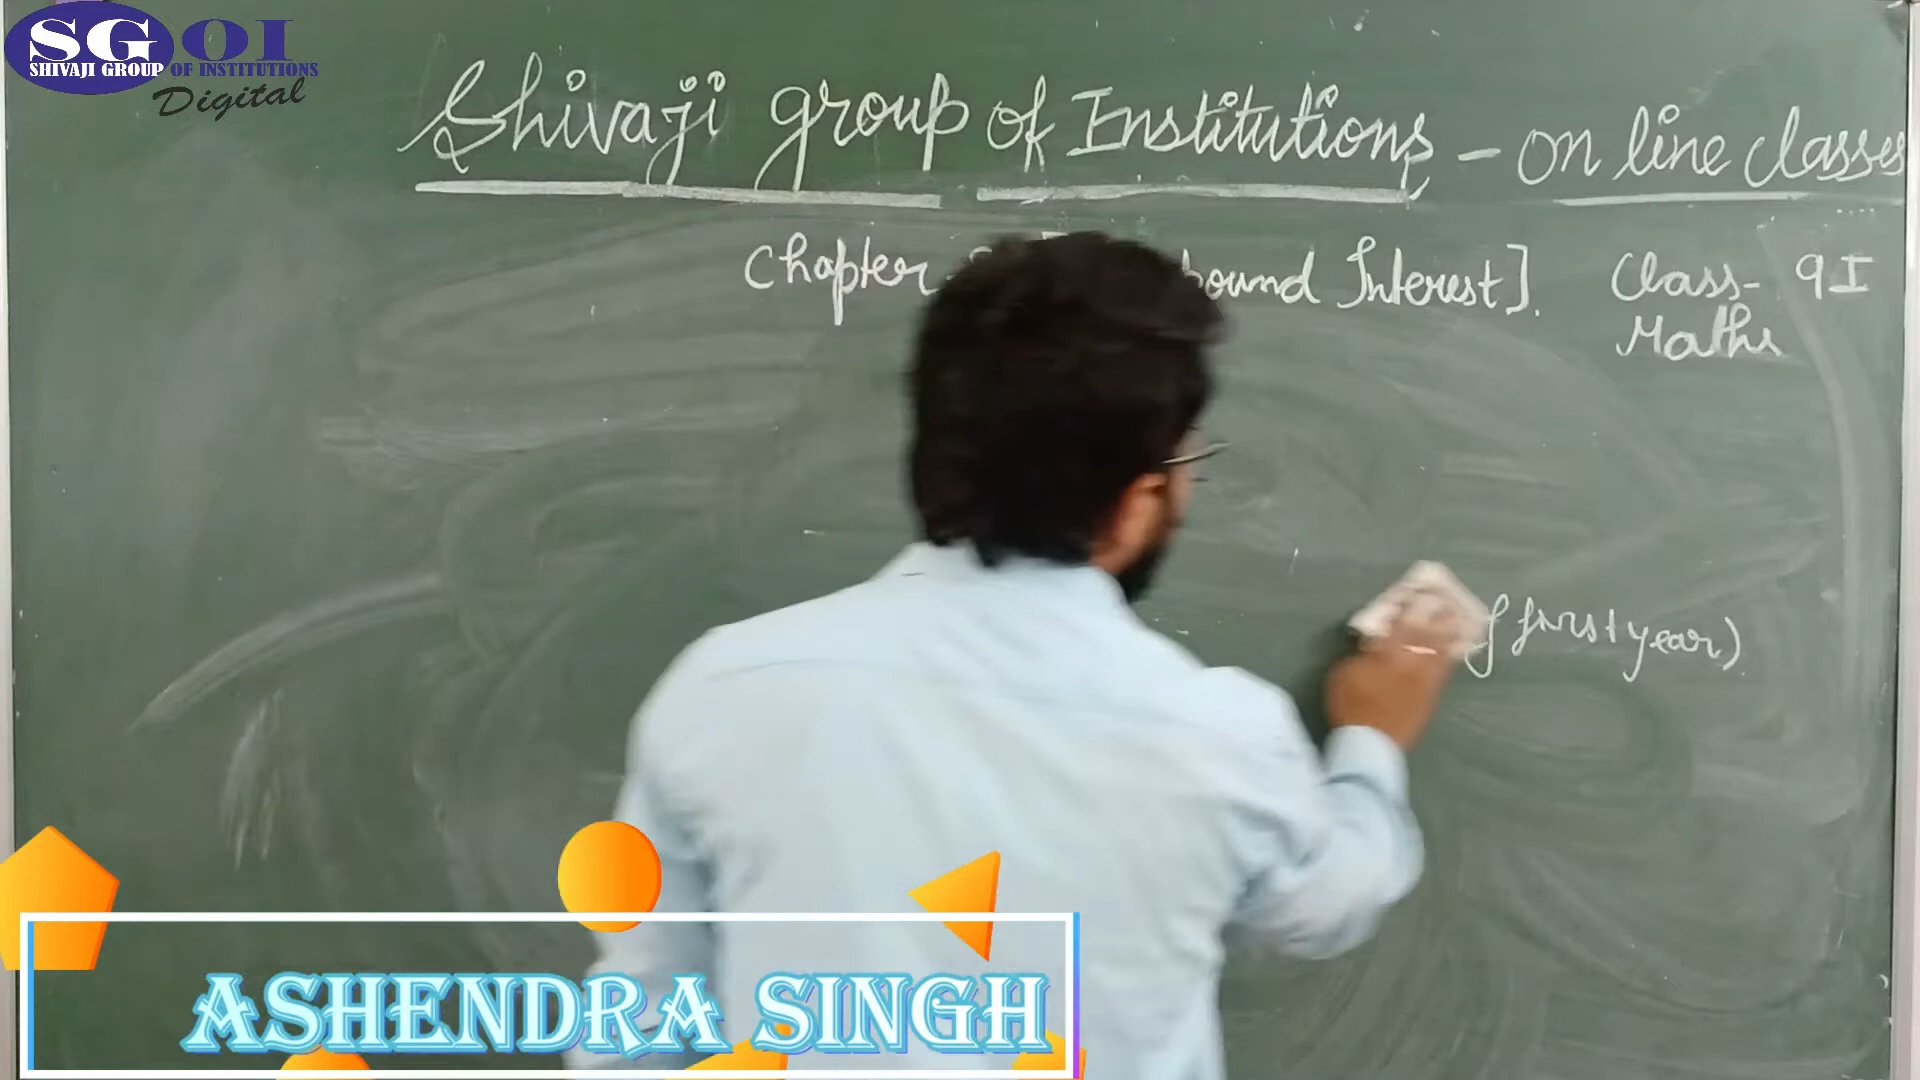 SGOI
SHIVAJI GROUP OF INSTITUTIONS
Digital
Shivaji group of Institutions - on line classes
Chapter ound Interest]. Class- 9 I
Maths
f first year)
ASHENDRA SINGH